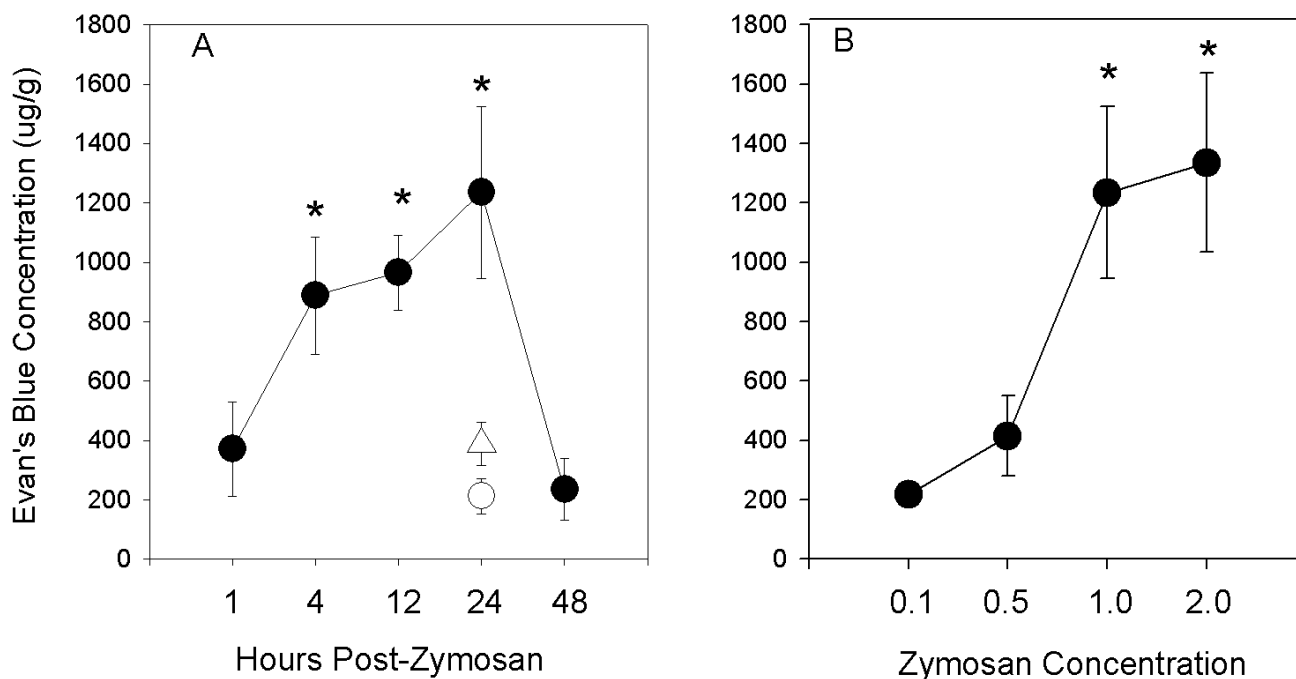 A
Evan's Blue Concentration (ug/g)
1800
1600
1400
1200
1000
800
600
400
200
0
* * *
1 4 12 24 48
Hours Post-Zymosan
B
1800
1600
1400
1200
1000
800
600
400
200
0
* *
0.1 0.5 1.0 2.0
Zymosan Concentration